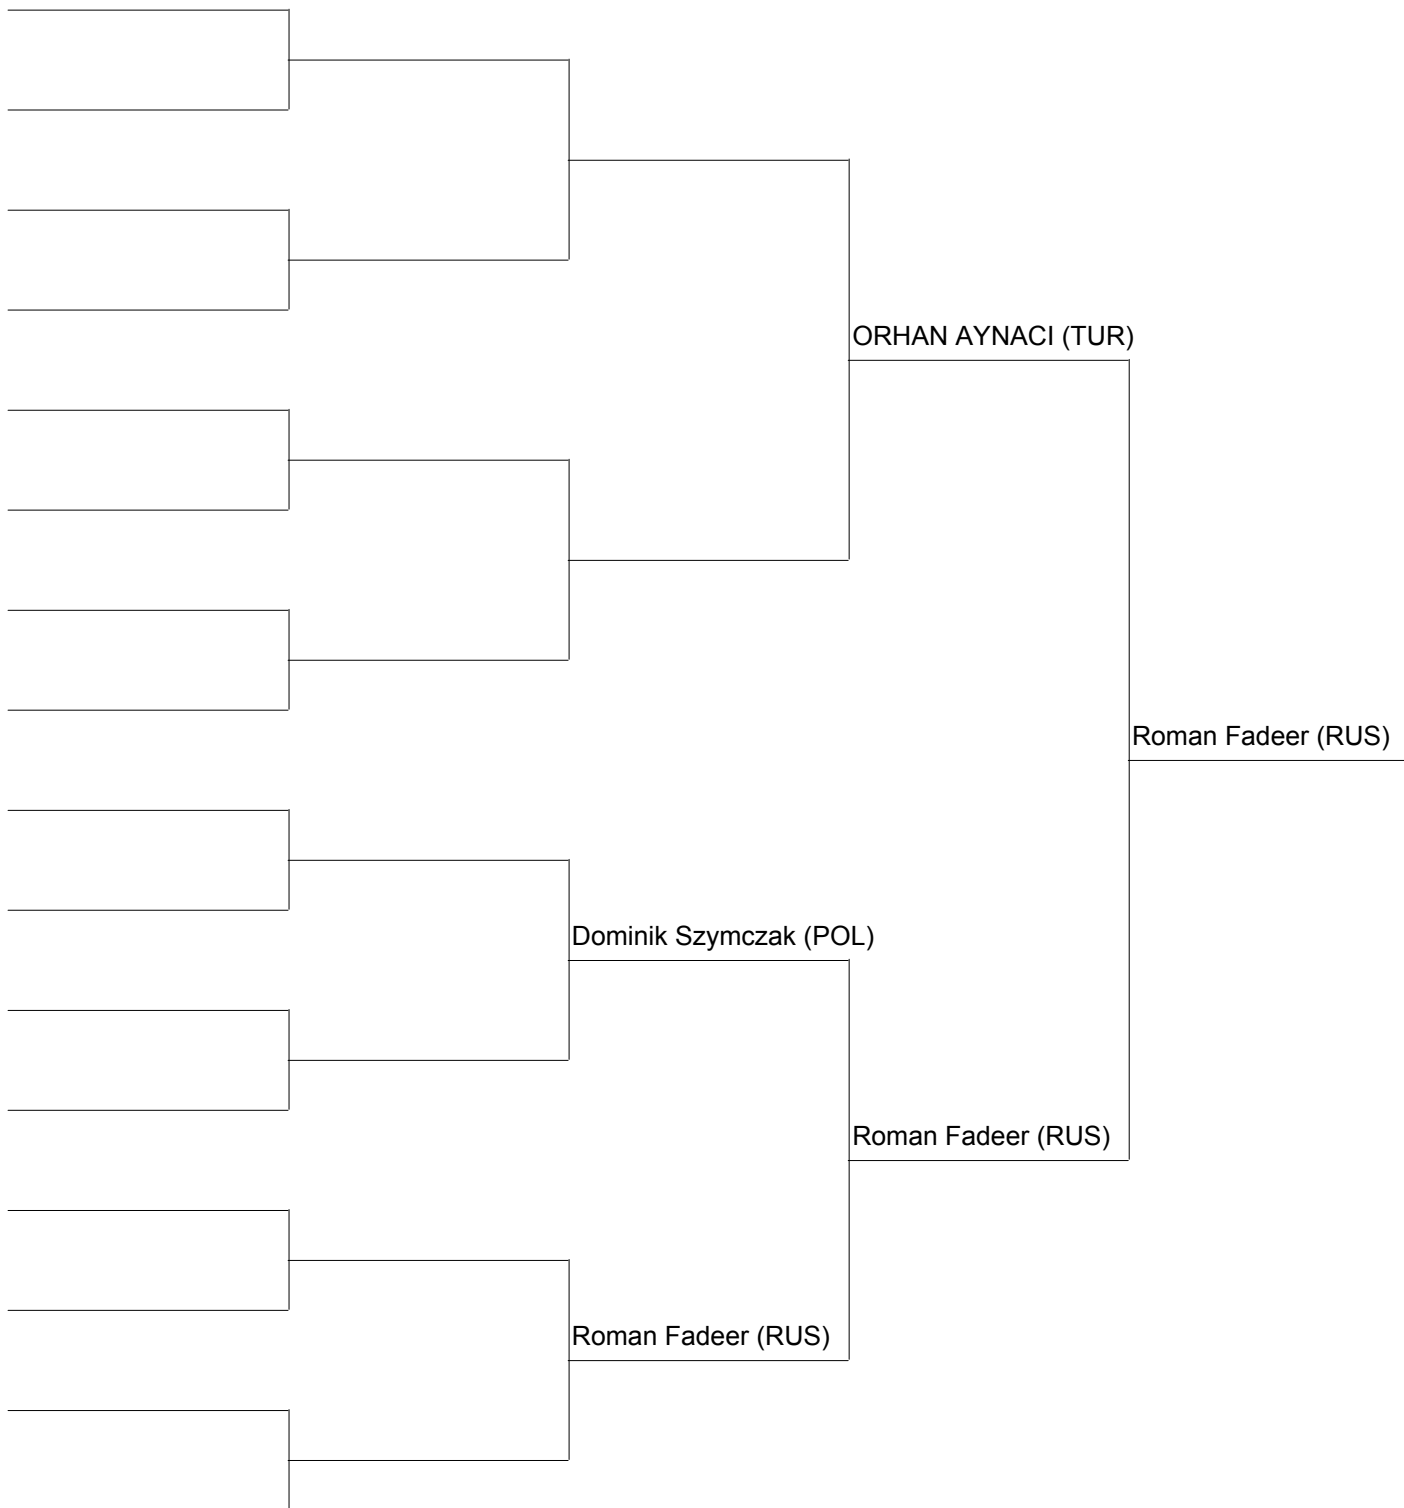 ORHAN AYNACI (TUR)
Roman Fadeer (RUS)
Dominik Szymczak (POL)
Roman Fadeer (RUS)
Roman Fadeer (RUS)